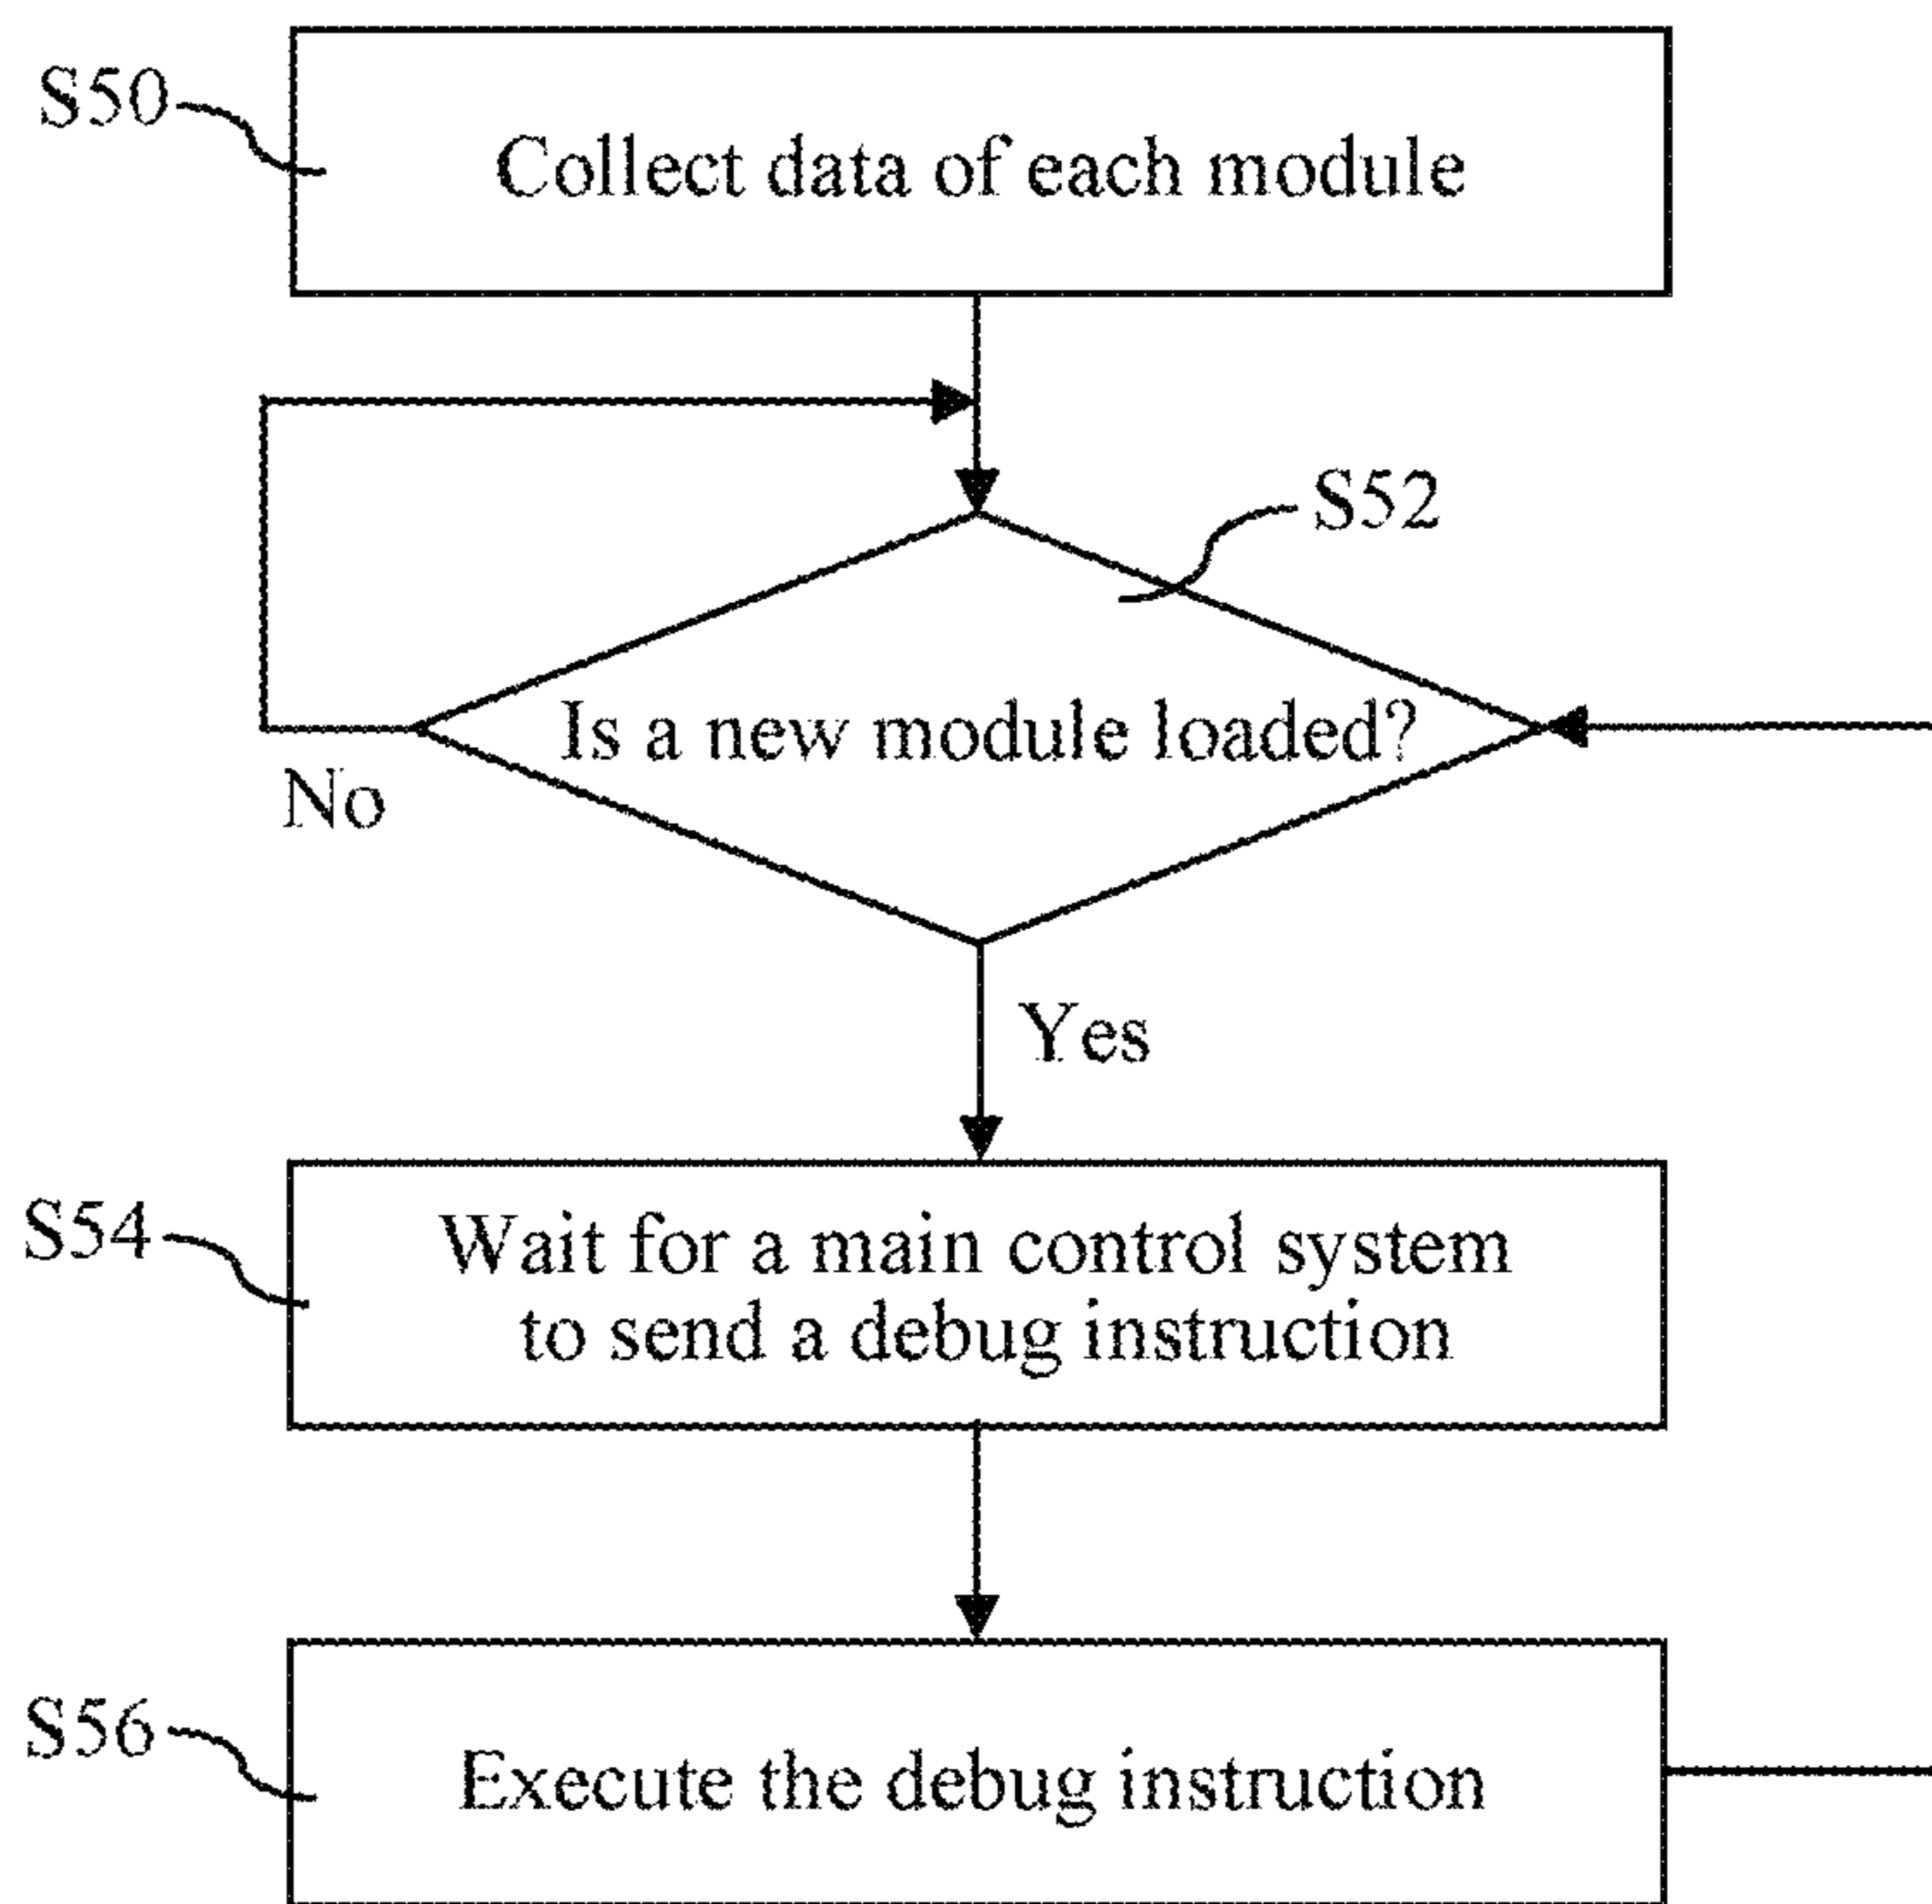 S50
Collect data of each module
S52
Is a new module loaded?
No
Yes
S54
Wait for a main control system
to send a debug instruction
S56
Execute the debug instruction